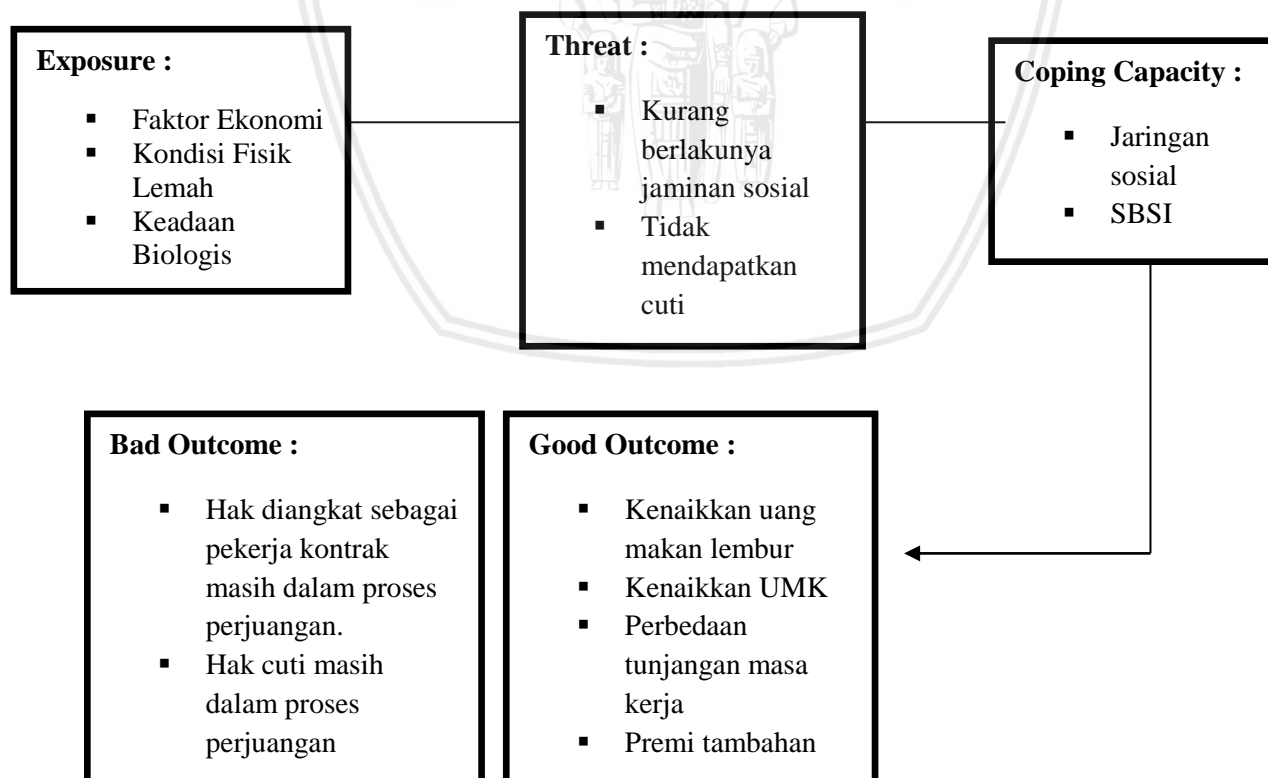 Exposure :
▪ Faktor Ekonomi
▪ Kondisi Fisik
Lemah
▪ Keadaan
Biologis
Threat :
▪ Kurang
berlakunya
jaminan sosial
▪ Tidak
mendapatkan
cuti
Coping Capacity :
▪ Jaringan
sosial
▪ SBSI
Bad Outcome :
▪ Hak diangkat sebagai
pekerja kontrak
masih dalam proses
perjuangan.
▪ Hak cuti masih
dalam proses
perjuangan
Good Outcome :
▪ Kenaikkan uang
makan lembur
▪ Kenaikkan UMK
▪ Perbedaan
tunjangan masa
kerja
▪ Premi tambahan